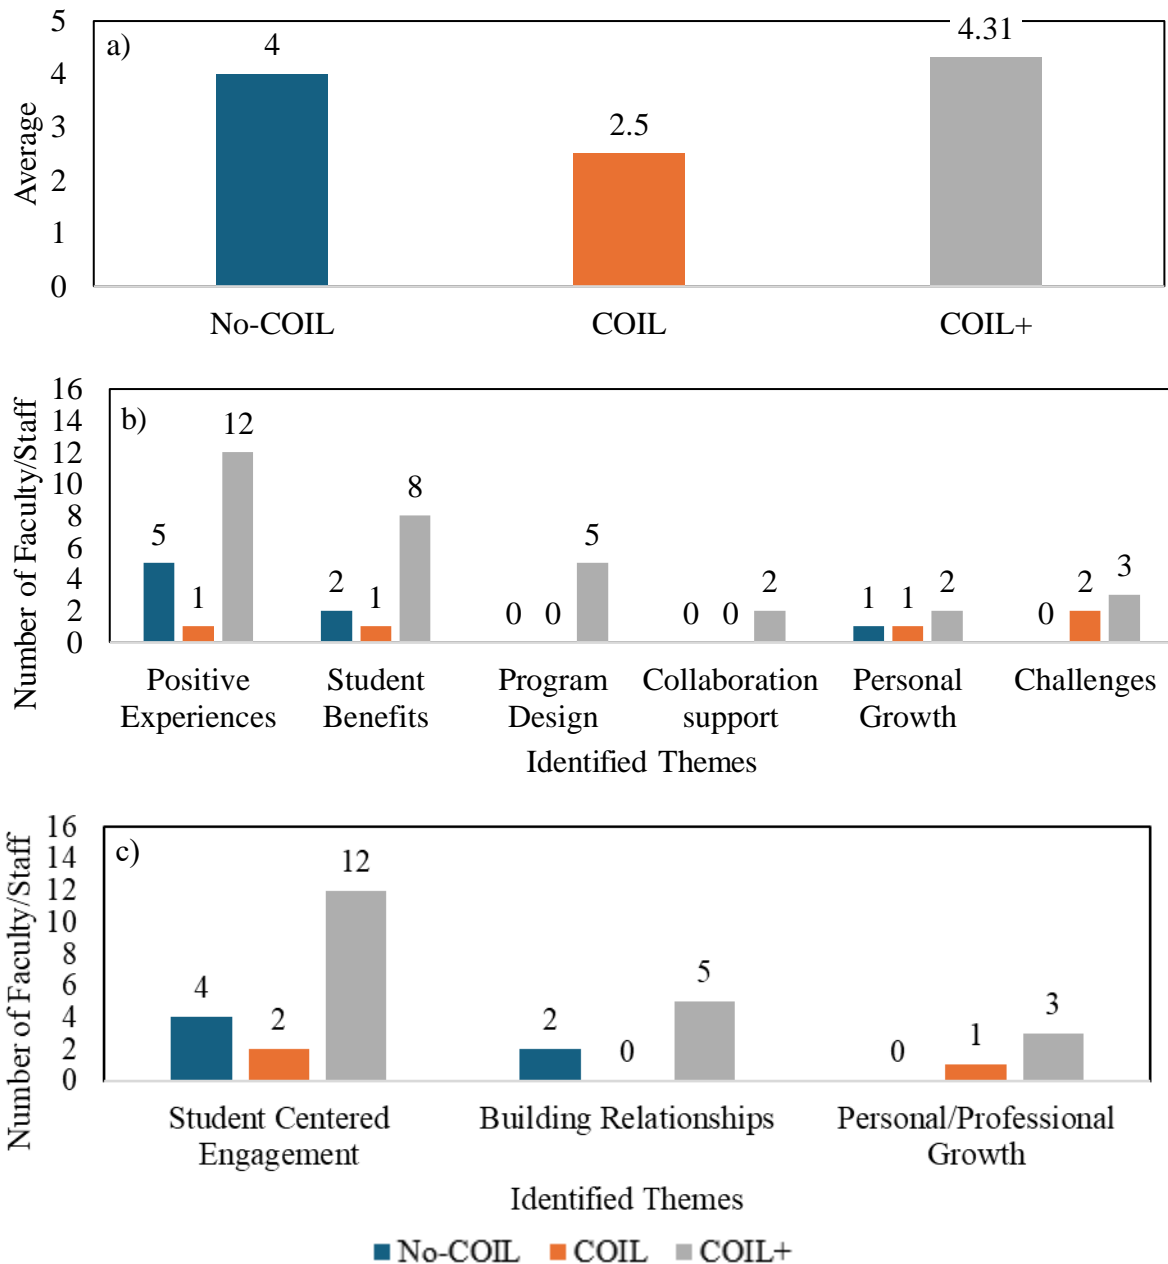 a)
5
4
3
2
1
0
Average
4
2.5
4.31
No-COIL
COIL
COIL+
b)
16
14
12
10
8
6
4
2
0
Number of Faculty/Staff
5
1
12
2
1
8
0
0
5
0
0
2
1
1
2
0
2
3
Positive
Experiences
Student
Benefits
Program
Design
Collaboration
support
Personal
Growth
Challenges
Identified Themes
c)
16
14
12
10
8
6
4
2
0
Number of Faculty/Staff
4
2
12
2
0
5
0
1
3
Student Centered
Engagement
Building Relationships
Personal/Professional
Growth
Identified Themes
No-COIL
COIL
COIL+